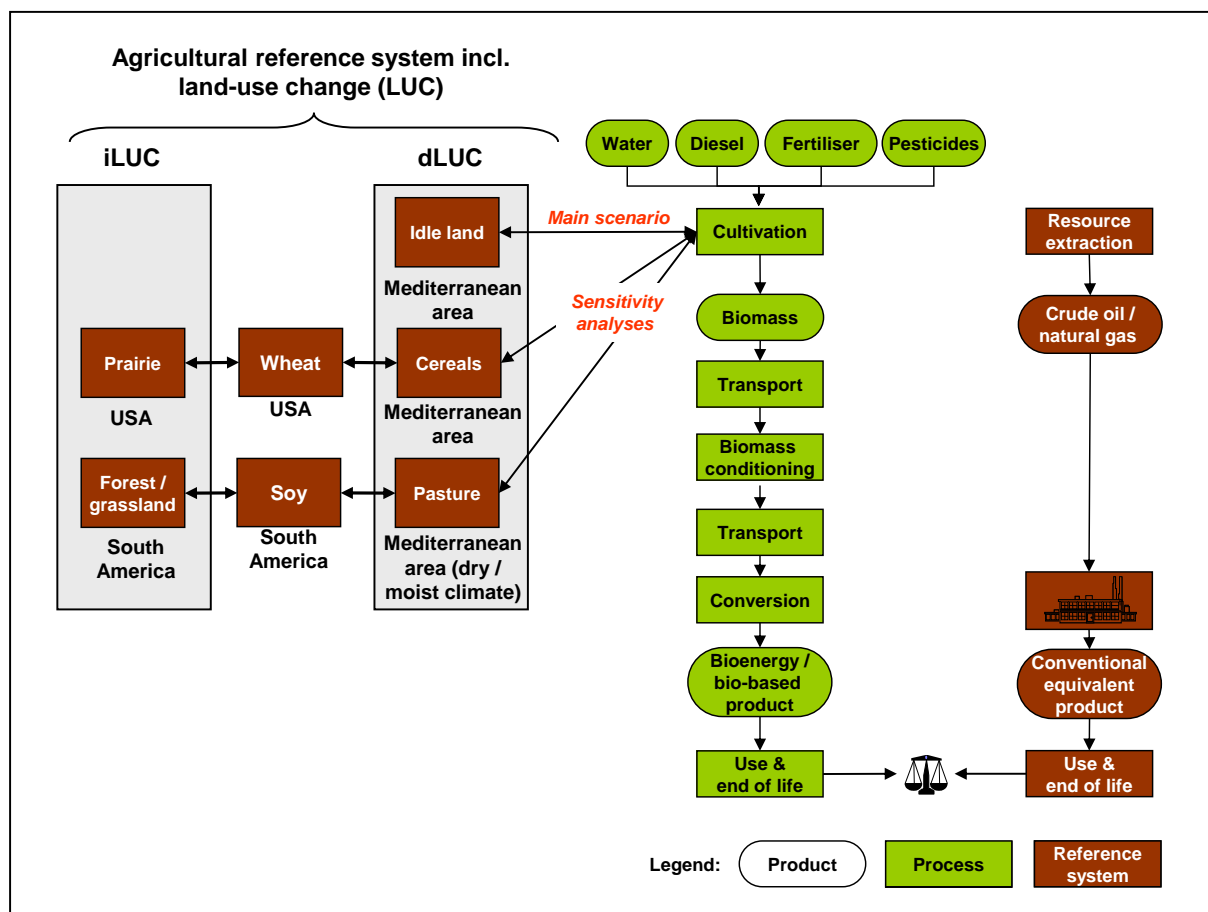 Agricultural reference system incl.
land-use change (LUC)
iLUC
dLUC
Water
Diesel
Fertiliser
Pesticides
Idle land
Mediterranean
area
Main scenario
Sensitivity
analyses
Prairie
USA
Wheat
USA
Cereals
Mediterranean
area
Forest /
grassland
South
America
Soy
South
America
Pasture
Mediterranean
area (dry /
moist climate)
Cultivation
Biomass
Transport
Biomass
conditioning
Transport
Conversion
Bioenergy /
bio-based
product
Use &
end of life
Resource
extraction
Crude oil /
natural gas
Conventional
equivalent
product
Use &
end of life
Legend:
Product
Process
Reference
system